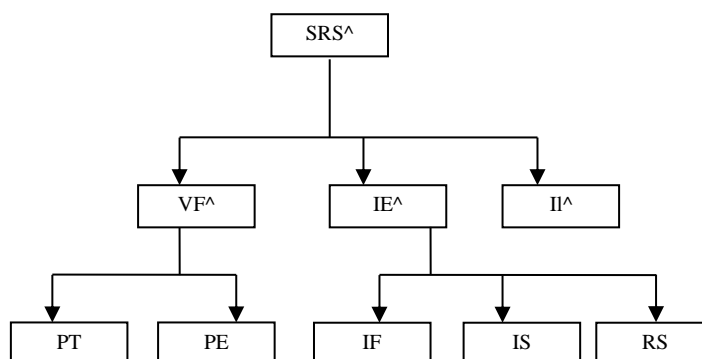 SRS^
VF^ IE^ Il^
PT PE IF IS RS